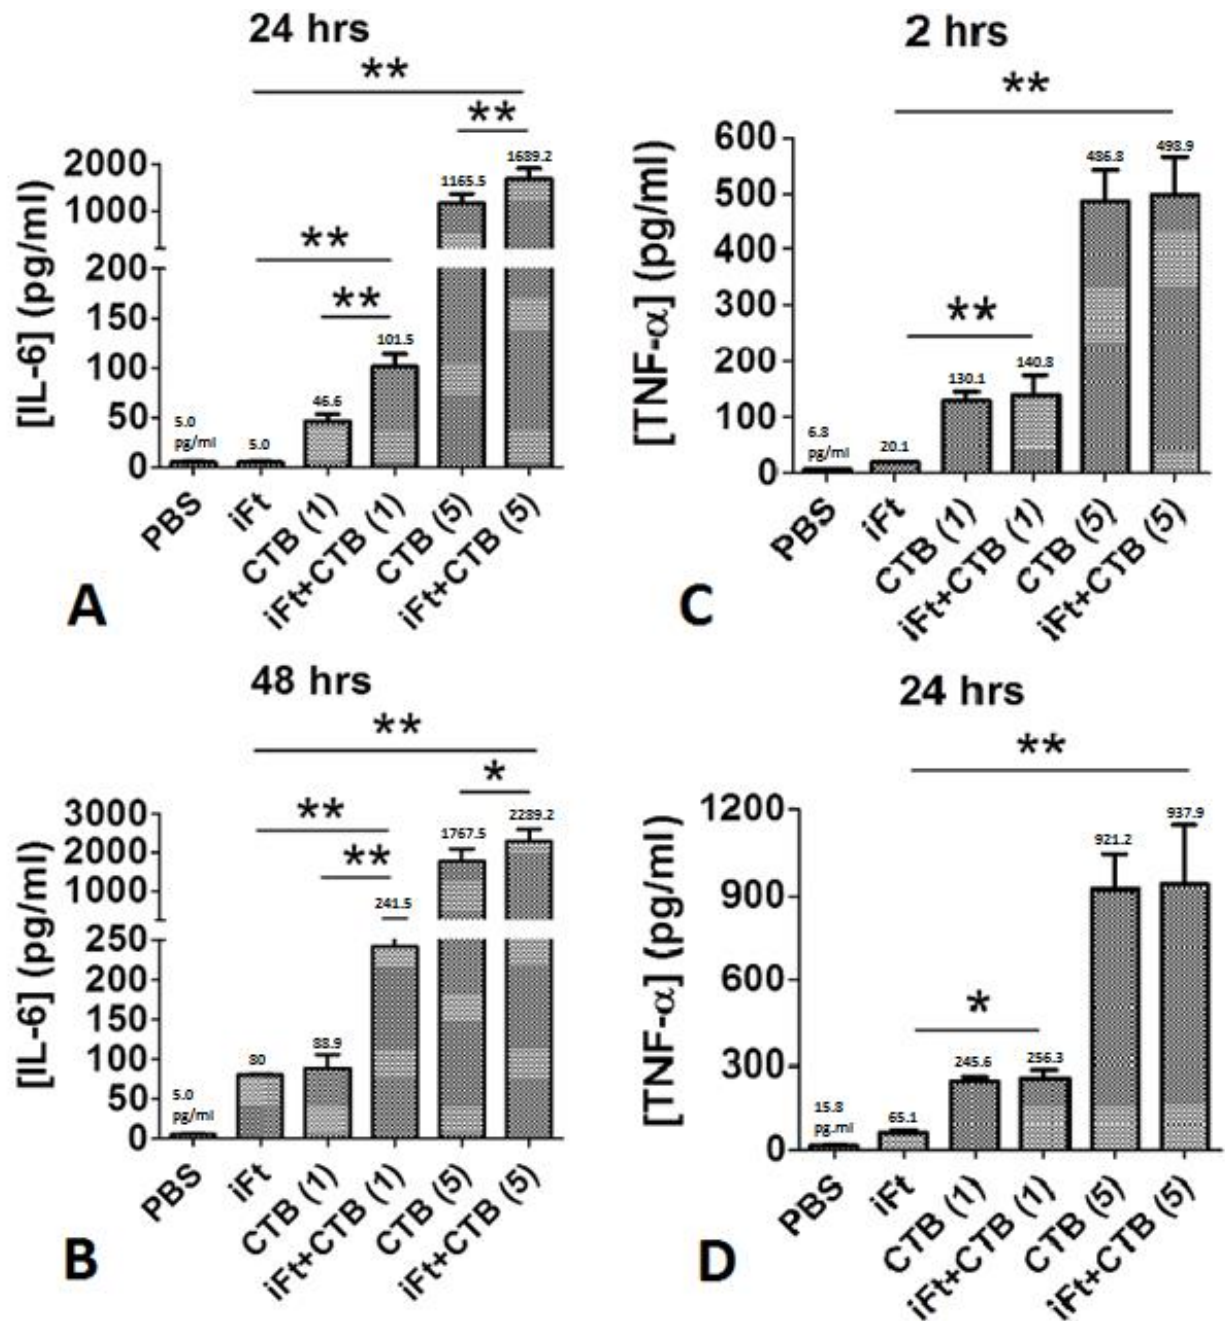 24 hrs
**
**
**
**
[IL-6] (pg/ml)
2000
1000
200
150
100
50
0
5.0
pg/ml
5.0
46.6
101.5
1165.5
1689.2
PBS
iFt
CTB (1)
iFt+CTB (1)
CTB (5)
iFt+CTB (5)
A
2 hrs
**
**
[TNF-α] (pg/ml)
600
500
400
300
200
100
0
6.8
pg/ml
20.1
130.1
140.8
486.8
498.9
PBS
iFt
CTB (1)
iFt+CTB (1)
CTB (5)
iFt+CTB (5)
C
48 hrs
**
*
**
**
[IL-6] (pg/ml)
3000
2000
1000
250
200
150
100
50
0
5.0
pg/ml
80
88.9
241.5
1767.5
2289.2
PBS
iFt
CTB (1)
iFt+CTB (1)
CTB (5)
iFt+CTB (5)
B
24 hrs
**
*
[TNF-α] (pg/ml)
1200
900
600
300
0
15.8
pg.ml
65.1
245.6
256.3
921.2
937.9
PBS
iFt
CTB (1)
iFt+CTB (1)
CTB (5)
iFt+CTB (5)
D